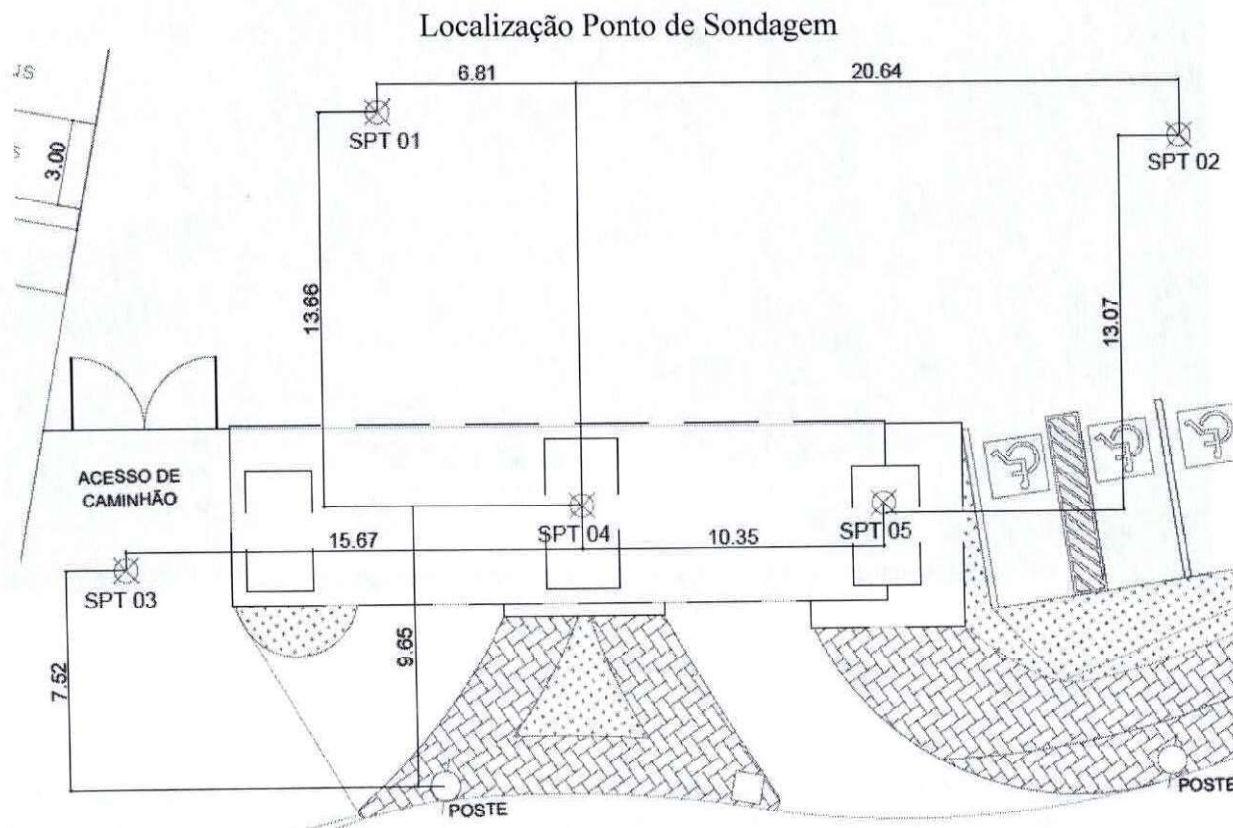 Localização Ponto de Sondagem
6.81
20.64
SPT 01
SPT 02
3.00
13.66
13.07
ACESSO DE
CAMINHÃO
SPT 04
SPT 05
15.67
10.35
SPT 03
7.52
9.65
POSTE
POSTE